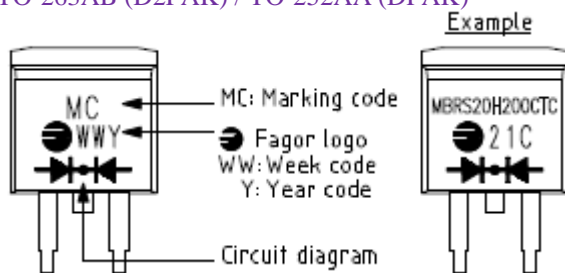 TO-263AB (D2PAK) / TO-252AA (DPAK)
Example
MC
WWY
MC: Marking code
Fagor logo
WW: Week code
Y: Year code
Circuit diagram
MBRS20H200CTC
21C